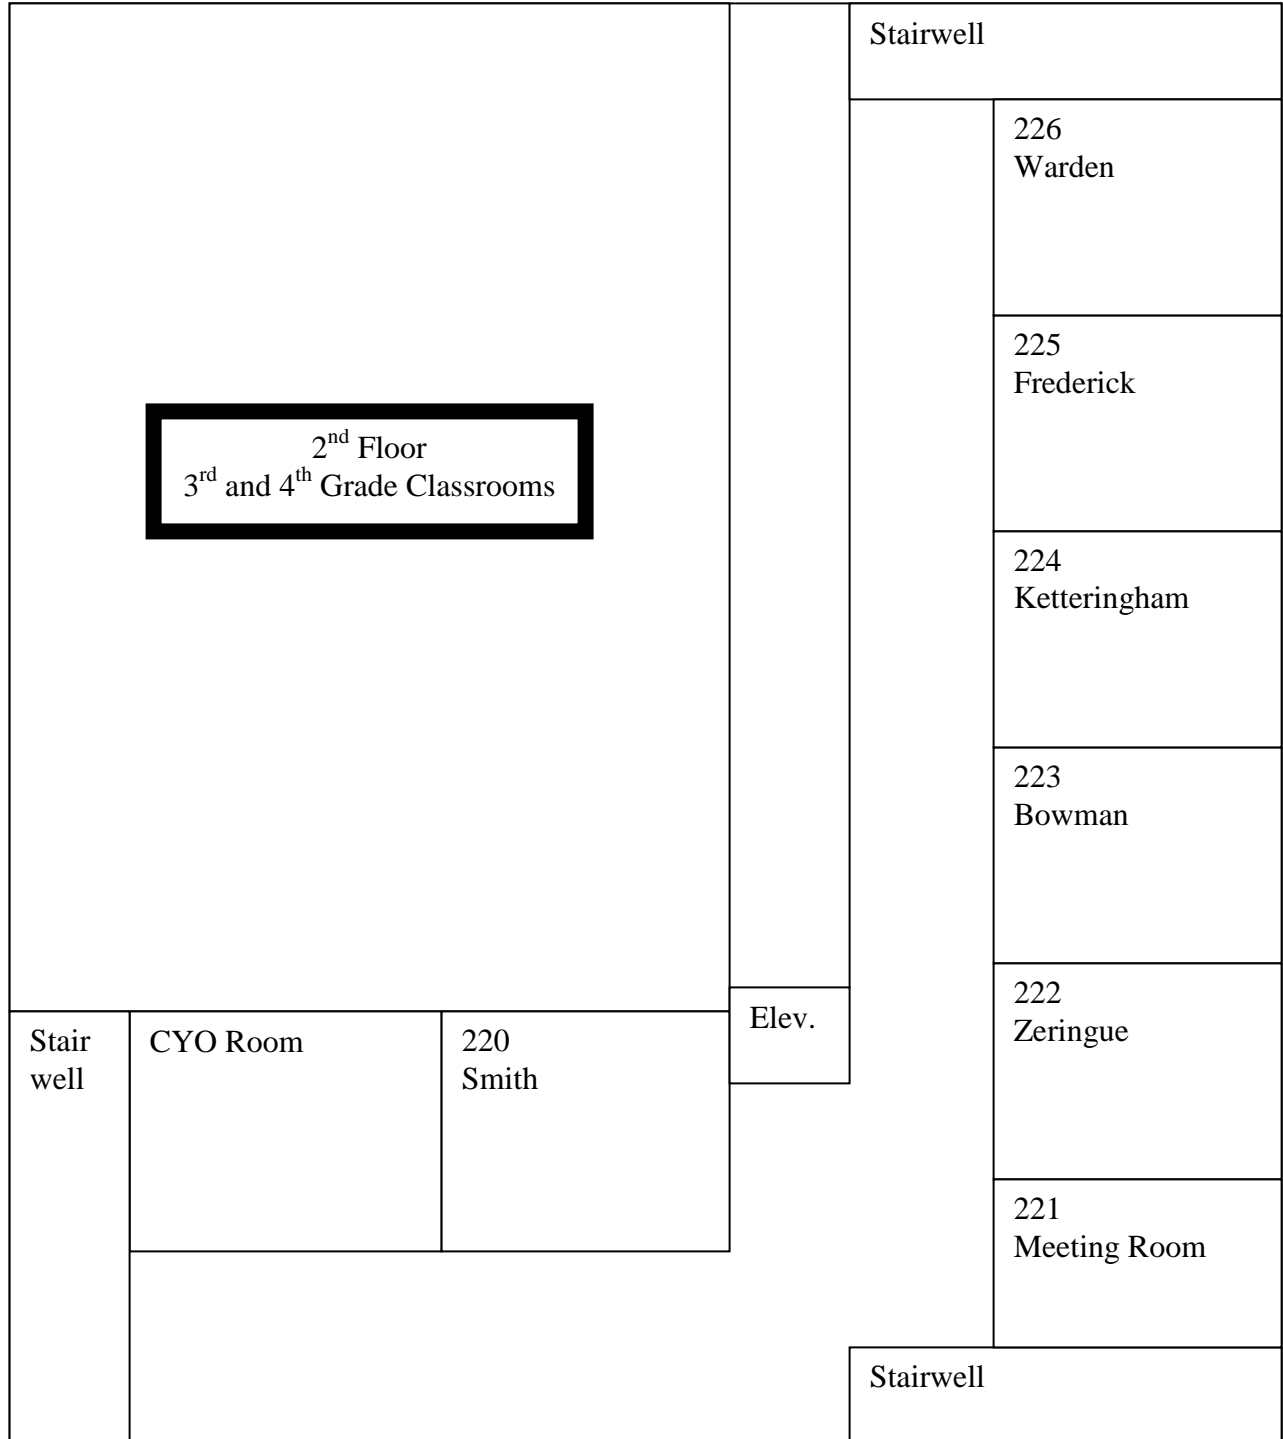 Stairwell
226
Warden
225
Frederick
2nd Floor
3rd and 4th Grade Classrooms
224
Ketteringham
223
Bowman
222
Zeringue
Elev.
Stair
well
CYO Room
220
Smith
221
Meeting Room
Stairwell